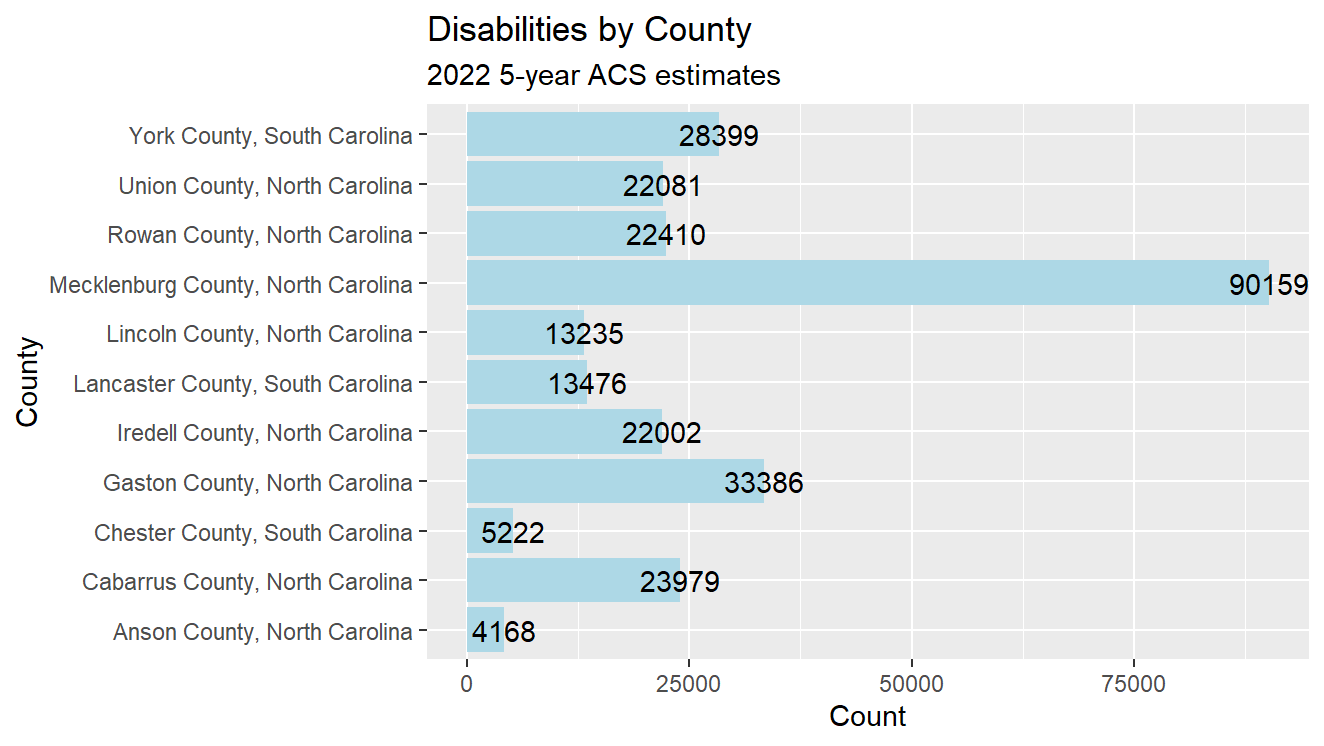 Disabilities by County
2022 5-year ACS estimates
County
York County, South Carolina 28399
Union County, North Carolina 22081
Rowan County, North Carolina 22410
Mecklenburg County, North Carolina 90159
Lincoln County, North Carolina 13235
Lancaster County, South Carolina 13476
Iredell County, North Carolina 22002
Gaston County, North Carolina 33386
Chester County, South Carolina 5222
Cabarrus County, North Carolina 23979
Anson County, North Carolina 4168
0 25000 50000 75000
Count